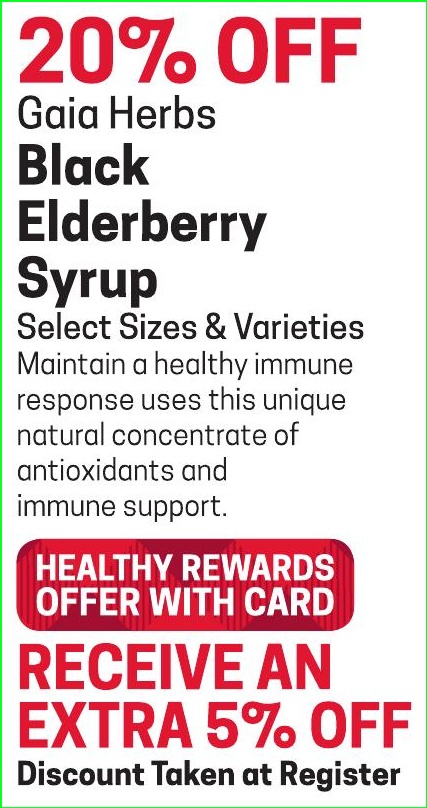 20% OFF
Gaia Herbs
Black
Elderberry
Syrup
Select Sizes & Varieties
Maintain a healthy immune
response uses this unique
natural concentrate of
antioxidants and
immune support.
HEALTHY REWARDS
OFFER WITH CARD
RECEIVE AN
EXTRA 5% OFF
Discount Taken at Register